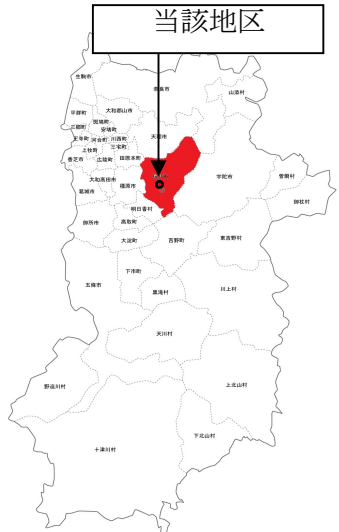 当該地区
生駒市
奈良市
山添村
平群町
大和郡山市
斑鳩町
安堵町
三郷町
天理市
王寺町
河合町
川西町
三宅町
上牧町
香芝市
広陵町
田原本町
宇陀市
曽爾村
大和高田市
葛城市
橿原市
御杖村
明日香村
御所市
高取町
大淀町
吉野町
東吉野村
下市町
五條市
黒滝村
川上村
天川村
野迫川村
上北山村
下北山村
十津川村